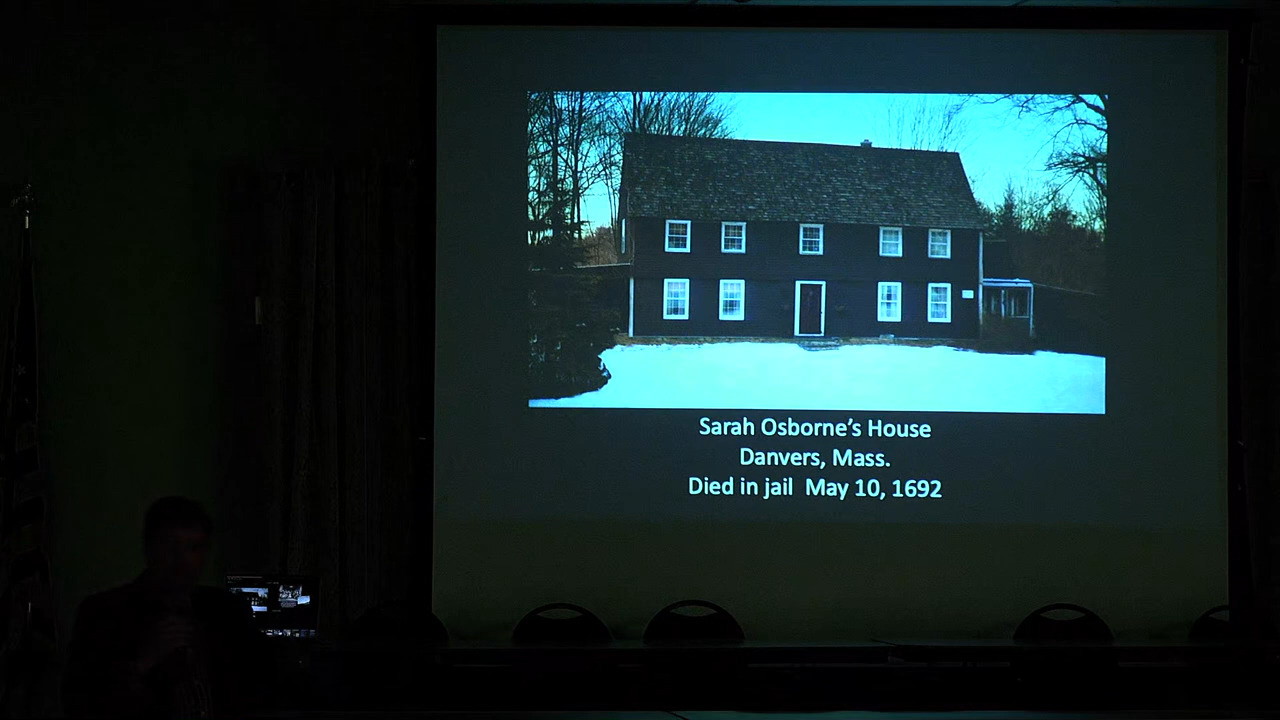 Sarah Osborne’s House
Danvers, Mass.
Died in jail  May 10, 1692